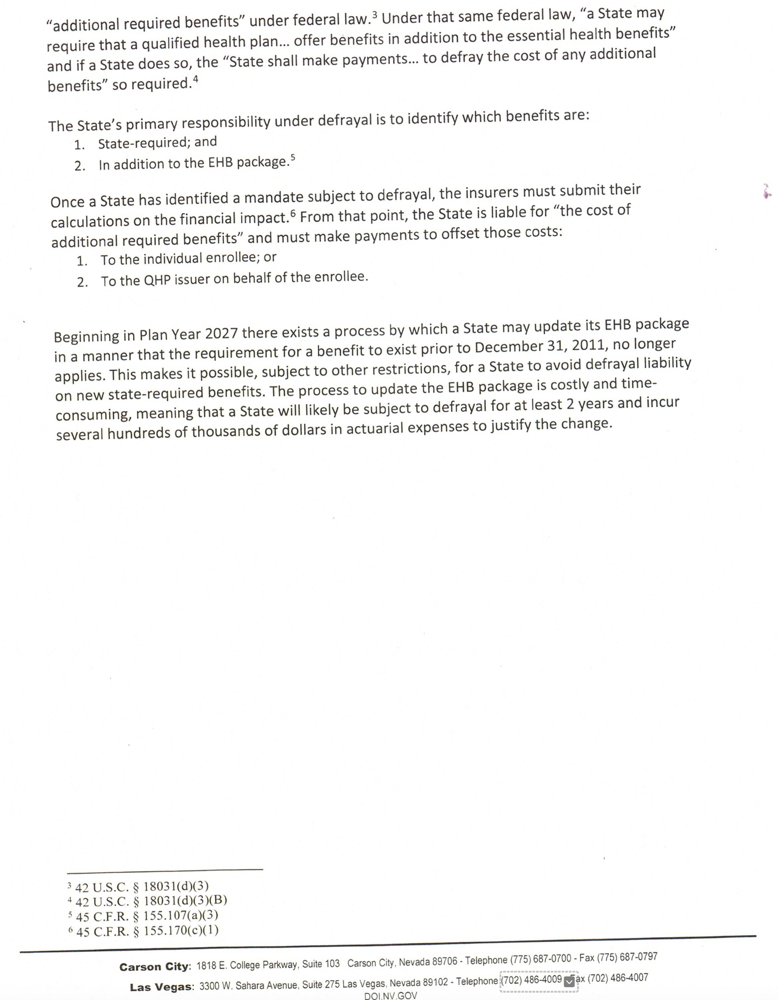 “additional required benefits” under federal law.³ Under that same federal law, “a State may
require that a qualified health plan... offer benefits in addition to the essential health benefits”
and if a State does so, the “State shall make payments... to defray the cost of any additional
benefits” so required.⁴
The State’s primary responsibility under defrayal is to identify which benefits are:
1. State-required; and
2. In addition to the EHB package.⁵
Once a State has identified a mandate subject to defrayal, the insurers must submit their
calculations on the financial impact.⁶ From that point, the State is liable for “the cost of
additional required benefits” and must make payments to offset those costs:
1. To the individual enrollee; or
2. To the QHP issuer on behalf of the enrollee.
Beginning in Plan Year 2027 there exists a process by which a State may update its EHB package
in a manner that the requirement for a benefit to exist prior to December 31, 2011, no longer
applies. This makes it possible, subject to other restrictions, for a State to avoid defrayal liability
on new state-required benefits. The process to update the EHB package is costly and time-
consuming, meaning that a State will likely be subject to defrayal for at least 2 years and incur
several hundreds of thousands of dollars in actuarial expenses to justify the change.
³ 42 U.S.C. § 18031(d)(3)
⁴ 42 U.S.C. § 18031(d)(3)(B)
⁵ 45 C.F.R. § 155.107(a)(3)
⁶ 45 C.F.R. § 155.170(c)(1)
Carson City: 1818 E. College Parkway, Suite 103 Carson City, Nevada 89706 - Telephone (775) 687-0700 - Fax (775) 687-0797
Las Vegas: 3300 W. Sahara Avenue, Suite 275 Las Vegas, Nevada 89102 - Telephone (702) 486-4009 Fax (702) 486-4007
DOI.NV.GOV